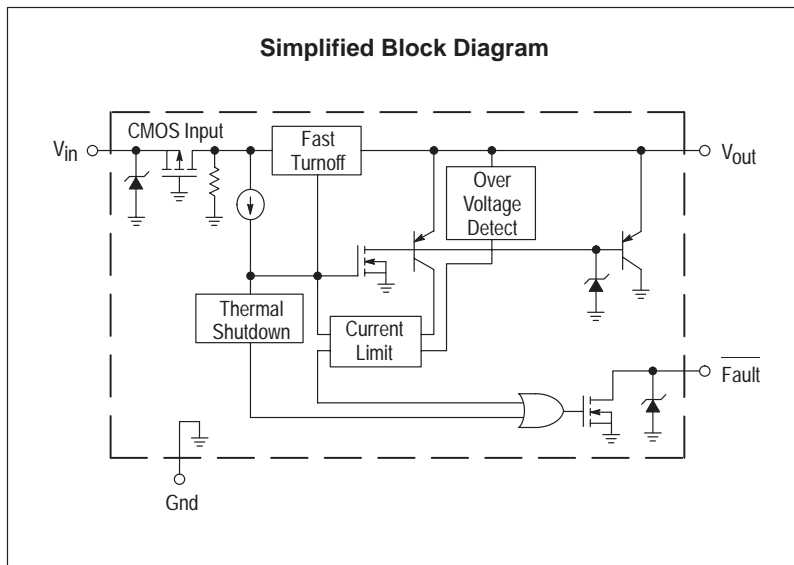 Simplified Block Diagram
CMOS Input
Vin
Fast
Turnoff
Vout
Over
Voltage
Detect
Thermal
Shutdown
Current
Limit
Fault
Gnd